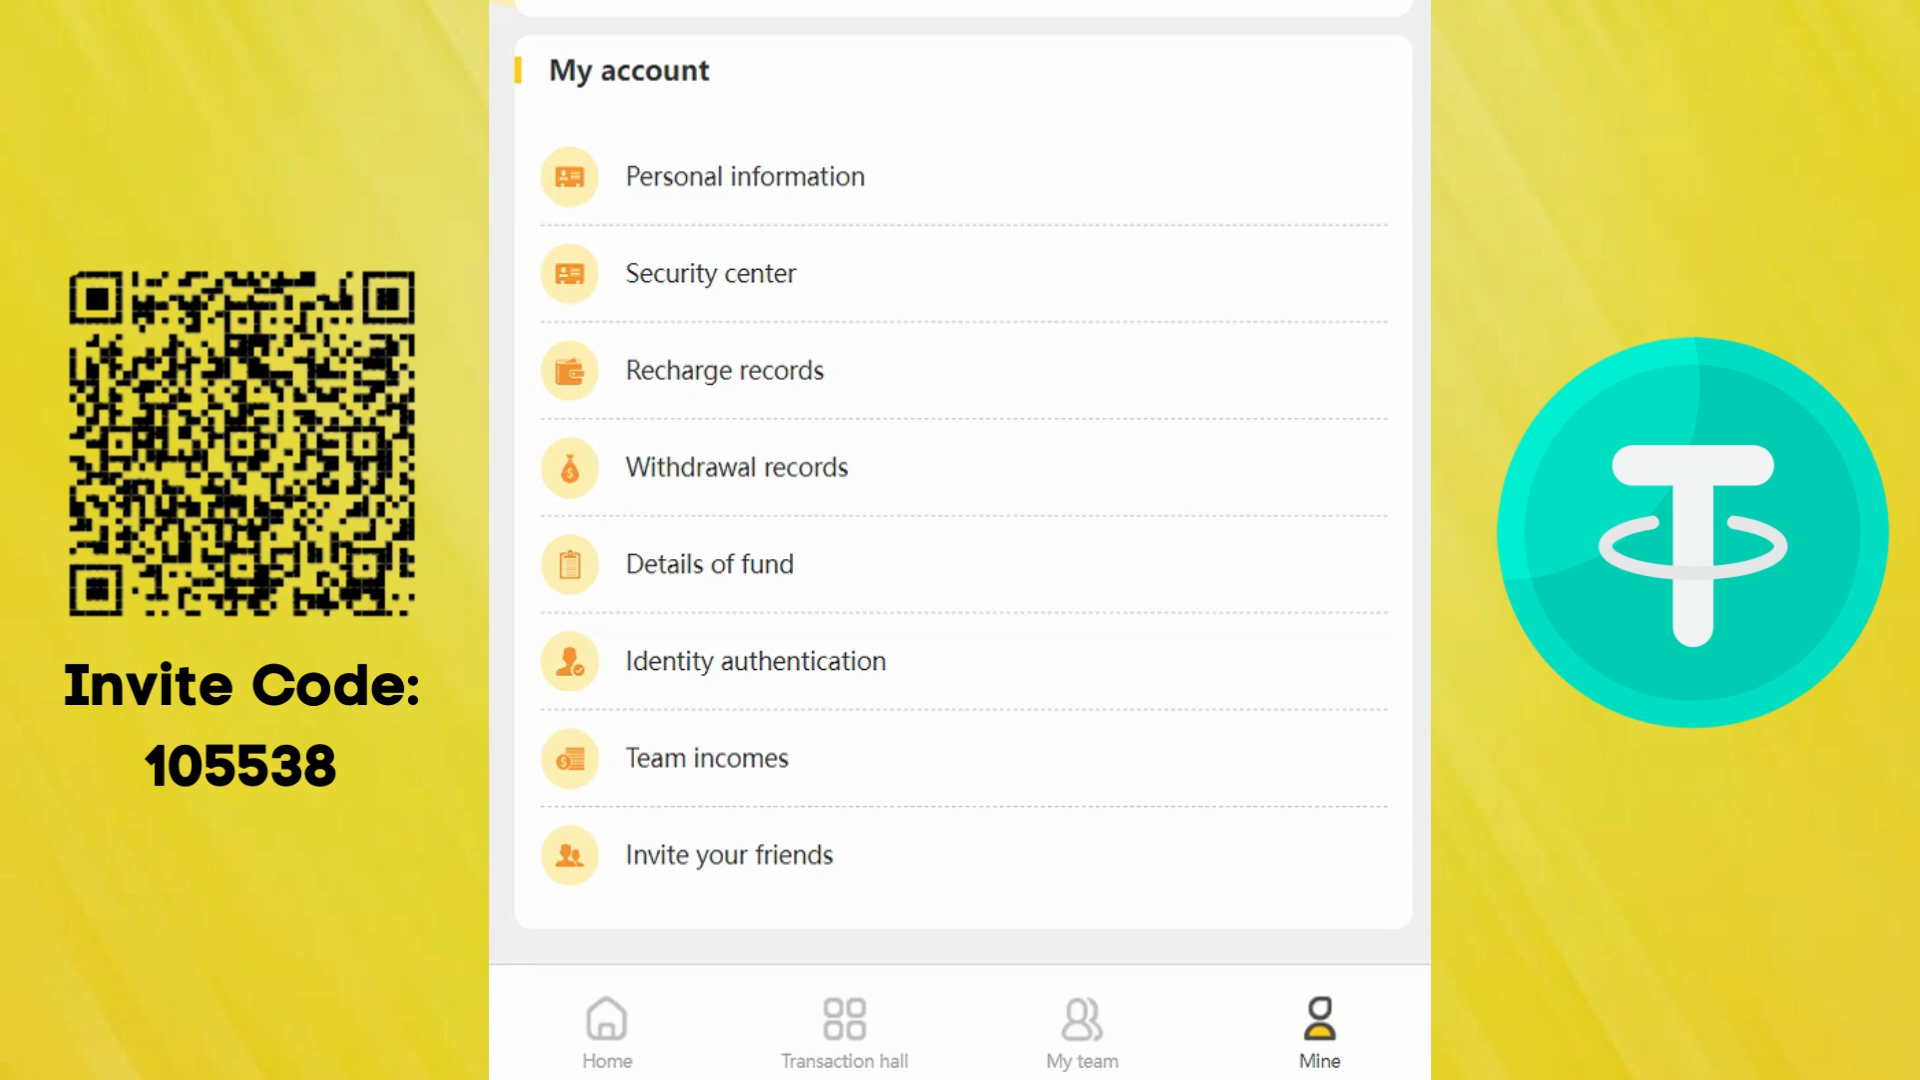 My account
Personal information
Security center
Recharge records
Withdrawal records
Details of fund
Identity authentication
Team incomes
Invite your friends
Home
Transaction hall
My team
Mine
Invite Code:
105538